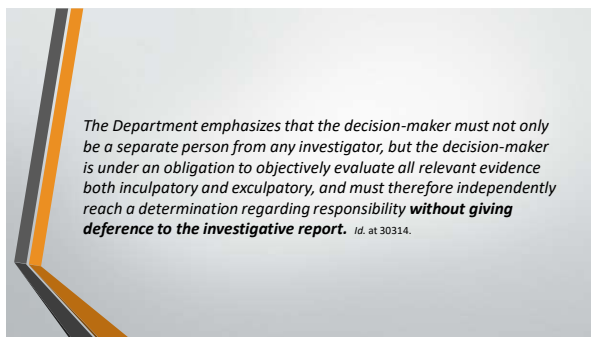 The Department emphasizes that the decision-maker must not only
be a separate person from any investigator, but the decision-maker
is under an obligation to objectively evaluate all relevant evidence
both inculpatory and exculpatory, and must therefore independently
reach a determination regarding responsibility without giving
deference to the investigative report. Id. at 30314.